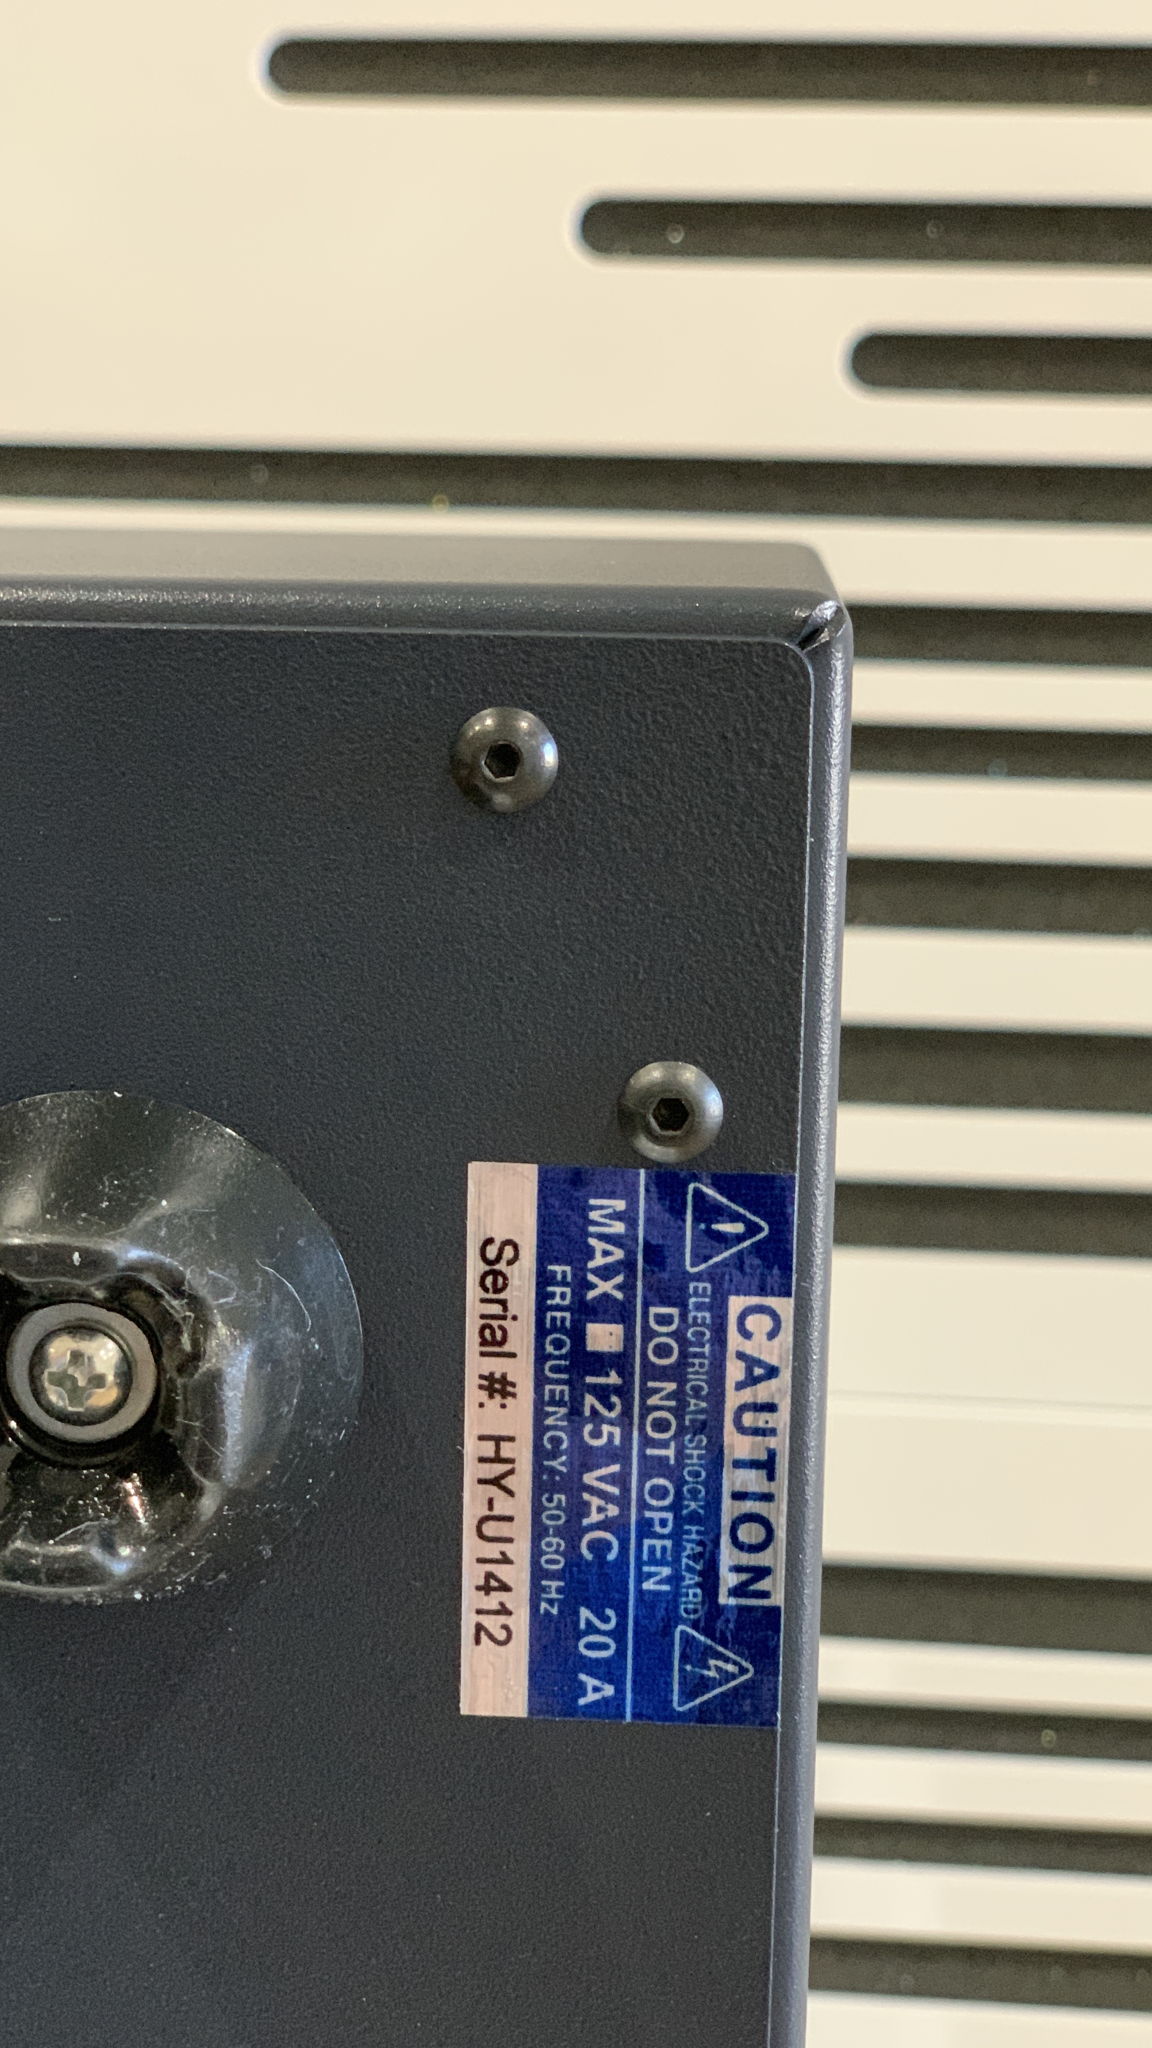 CAUTION
ELECTRICAL SHOCK HAZARD
DO NOT OPEN
MAX ■ 125 VAC 20 A
FREQUENCY: 50-60 Hz
Serial #: HY-U1412